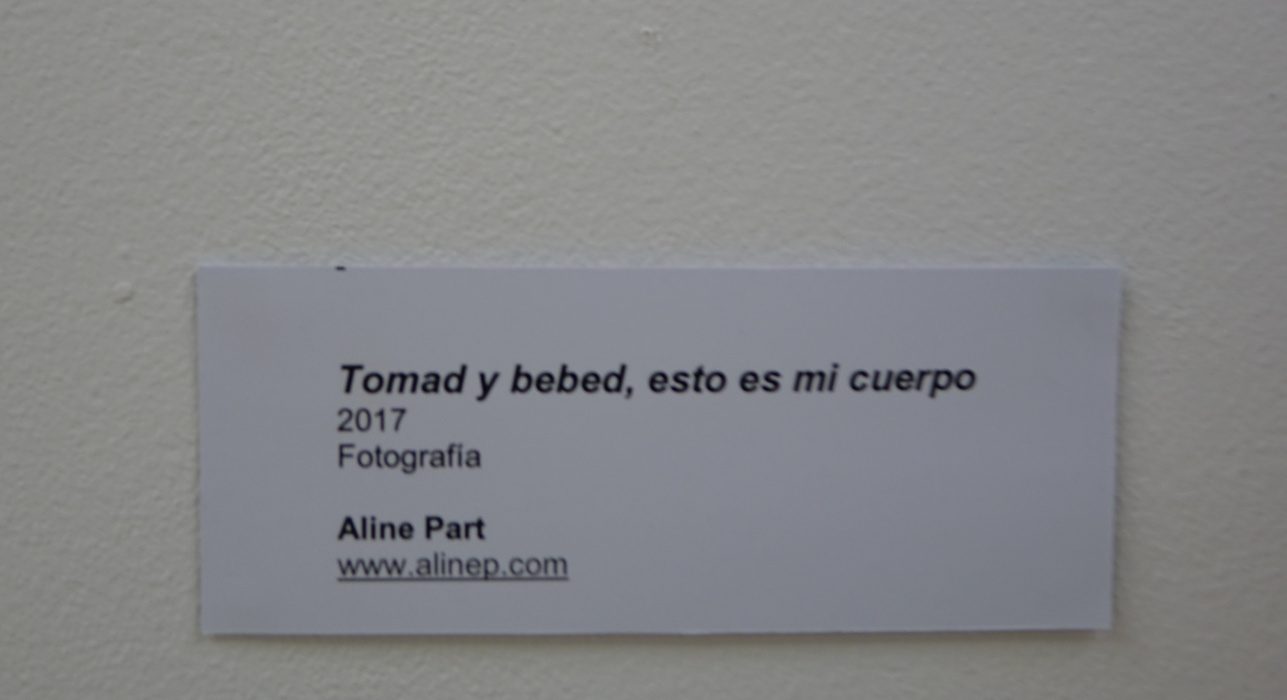 Tomad y bebed, esto es mi cuerpo
2017
Fotografía
Aline Part
www.alinep.com